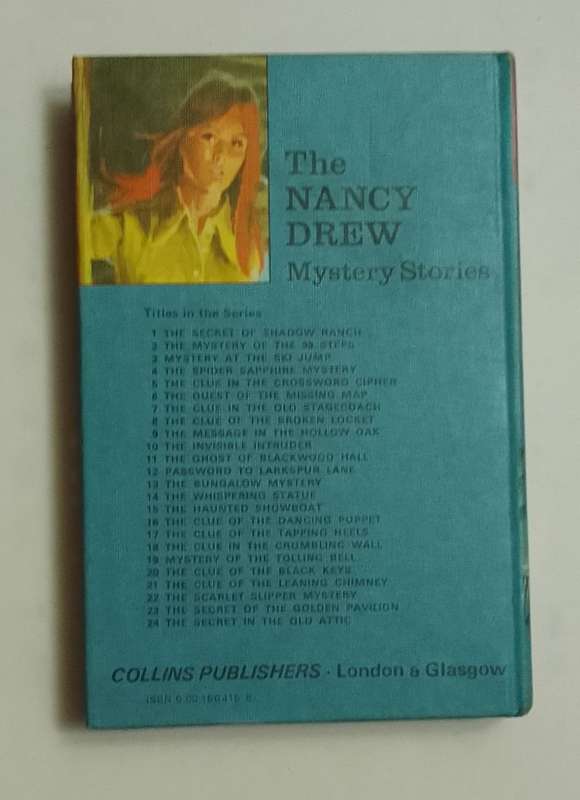 The
NANCY
DREW
Mystery Stories
Titles in the Series
1 THE SECRET OF SHADOW RANCH
2 THE MYSTERY OF THE 99 STEPS
3 MYSTERY AT THE SKI JUMP
4 THE SPIDER SAPPHIRE MYSTERY
5 THE CLUE IN THE CROSSWORD CIPHER
6 THE QUEST OF THE MISSING MAP
7 THE CLUE IN THE OLD STAGECOACH
8 THE CLUE OF THE BROKEN LOCKET
9 THE MESSAGE IN THE HOLLOW OAK
10 THE INVISIBLE INTRUDER
11 THE GHOST OF BLACKWOOD HALL
12 PASSWORD TO LARKSPUR LANE
13 THE BUNGALOW MYSTERY
14 THE WHISPERING STATUE
15 THE HAUNTED SHOWBOAT
16 THE CLUE OF THE DANCING PUPPET
17 THE CLUE OF THE TAPPING HEELS
18 THE CLUE IN THE CRUMBLING WALL
19 MYSTERY OF THE TOLLING BELL
20 THE CLUE OF THE BLACK KEYS
21 THE CLUE OF THE LEANING CHIMNEY
22 THE SCARLET SLIPPER MYSTERY
23 THE SECRET OF THE GOLDEN PAVILION
24 THE SECRET IN THE OLD ATTIC
COLLINS PUBLISHERS · London & Glasgow
ISBN 0 00